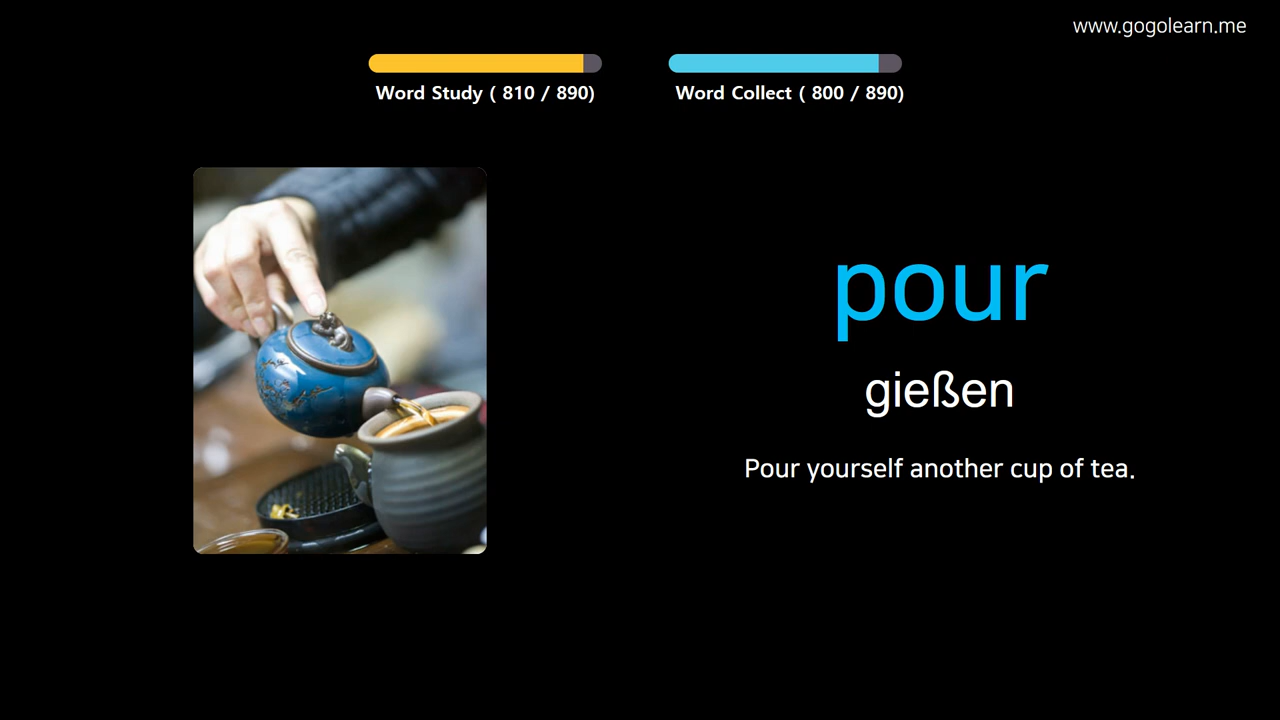 www.gogolearn.me
Word Study ( 810 / 890)
Word Collect ( 800 / 890)
pour
gießen
Pour yourself another cup of tea.